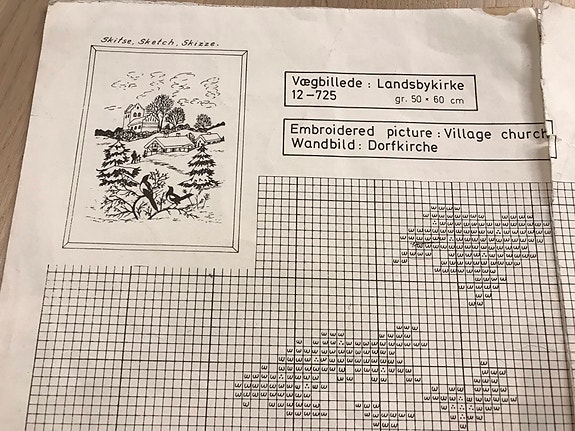 Skitse, Sketch, Skizze.
Vægbillede : Landsbykirke
12-725 gr. 50 × 60 cm
Embroidered picture : Village church
Wandbild : Dorfkirche